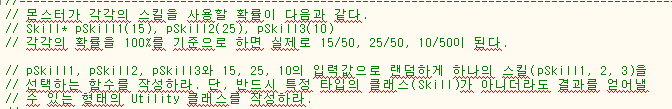 // 몬스터가 각각의 스킬을 사용할 확률이 다음과 같다.
// Skill* pSkill1(15), pSkill2(25), pSkill3(10)
// 각각의 확률을 100%를 기준으로 하면 실제로 15/50, 25/50, 10/50이 된다.
// pSkill1, pSkill2, pSkill3와 15, 25, 10의 입력값으로 랜덤하게 하나의 스킬(pSkill1, 2, 3)을
// 선택하는 함수를 작성하라. 단, 반드시 특정 타입의 클래스(Skill)가 아니더라도 결과를 얻어낼
// 수 있는 형태의 Utility 클래스를 작성하라.